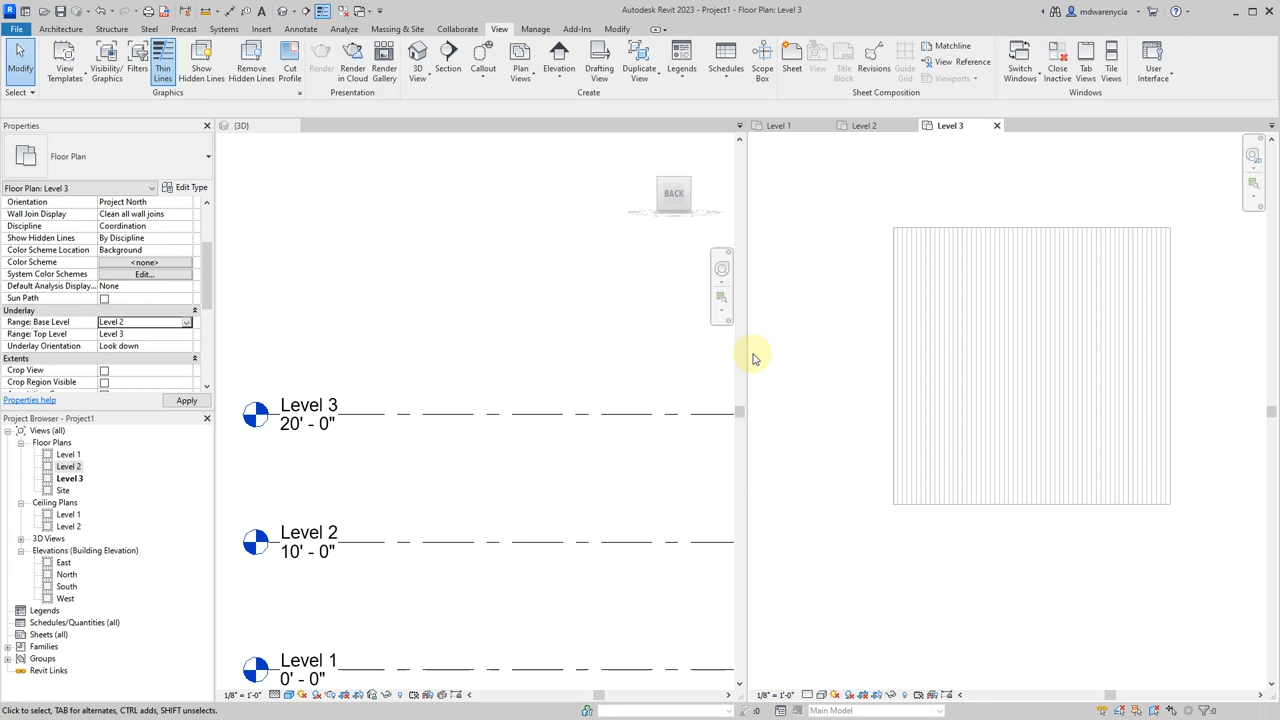 Autodesk Revit 2023 - Floor Plan: Level 3
mdwarenycia
File Architecture Structure Steel Precast Systems Insert Annotate Analyze Massing & Site Collaborate View Manage Add-Ins Modify
Modify
View Templates
Visibility/ Graphics
Filters
Thin Lines
Show Hidden Lines
Remove Hidden Lines
Cut Profile
Render
Render in Cloud
Render Gallery
3D View
Section
Callout
Plan Views
Elevation
Drafting View
Duplicate View
Legends
Schedules
Scope Box
Sheet
View
Title Block
Revisions
Guide Grid
Matchline
View Reference
Viewports
Switch Windows
Close Inactive
Tab Views
Tile Views
User Interface
Select Graphics Presentation Create Sheet Composition Windows
Properties
{3D}
Level 1 Level 2 Level 3
Floor Plan
Floor Plan: Level 3 Edit Type
Orientation Project North
Wall Join Display Clean all wall joins
Discipline Coordination
Show Hidden Lines By Discipline
Color Scheme Location Background
Color Scheme <none>
System Color Schemes Edit...
Default Analysis Display... None
Sun Path
Underlay
Range: Base Level Level 2
Range: Top Level Level 3
Underlay Orientation Look down
Extents
Crop View
Crop Region Visible
Properties help Apply
Project Browser - Project1
Views (all)
Floor Plans
Level 1
Level 2
Level 3
Site
Ceiling Plans
Level 1
Level 2
3D Views
Elevations (Building Elevation)
East
North
South
West
Legends
Schedules/Quantities (all)
Sheets (all)
Families
Groups
Revit Links
BACK
Level 3
20' - 0"
Level 2
10' - 0"
Level 1
0' - 0"
1/8" = 1'-0"
1/8" = 1'-0"
Click to select, TAB for alternates, CTRL adds, SHIFT unselects.
:0
Main Model
:0